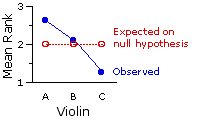 3
Expected on
null hypothesis
2
Mean Rank
Observed
1
A B C
Violin